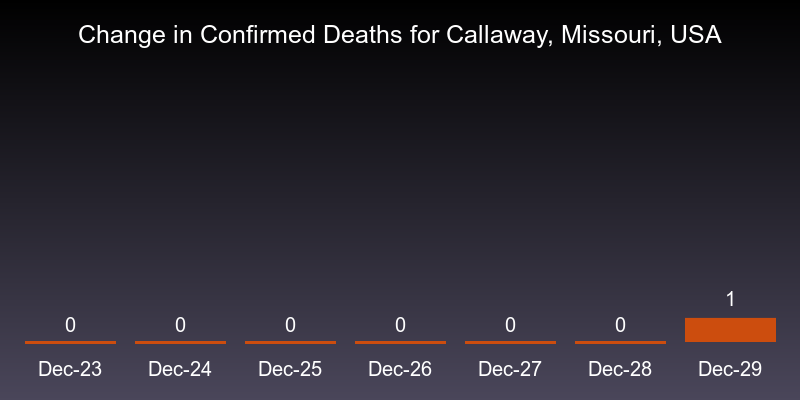 Change in Confirmed Deaths for Callaway, Missouri, USA
0 0 0 0 0 0 1
Dec-23 Dec-24 Dec-25 Dec-26 Dec-27 Dec-28 Dec-29